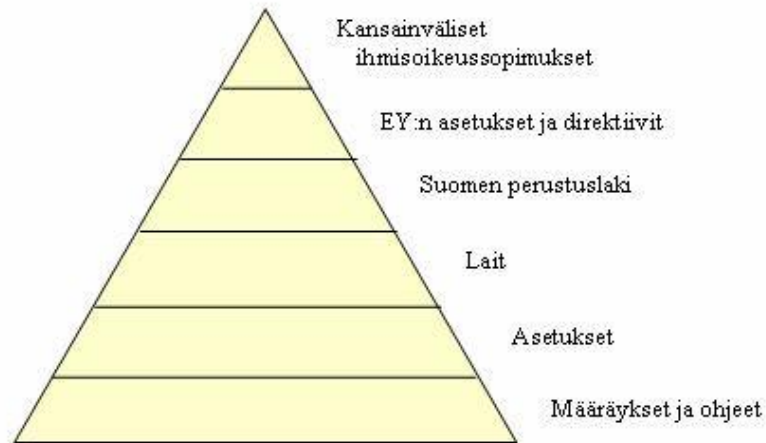 Kansainväliset
ihmisoikeussopimukset
EY:n asetukset ja direktiivit
Suomen perustuslaki
Lait
Asetukset
Määräykset ja ohjeet